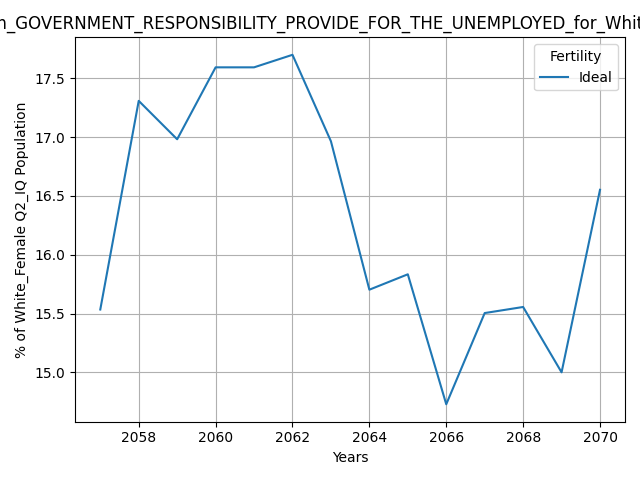 n_GOVERNMENT_RESPONSIBILITY_PROVIDE_FOR_THE_UNEMPLOYED_for_Whit
Fertility
Ideal
17.5
17.0
16.5
16.0
15.5
15.0
% of White_Female Q2_IQ Population
2058 2060 2062 2064 2066 2068 2070
Years